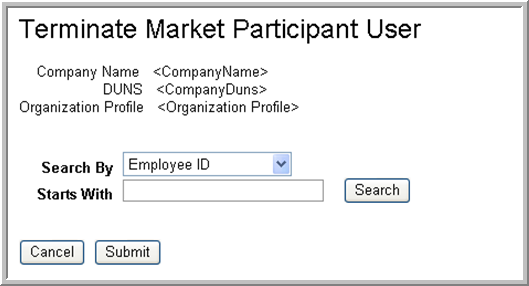 Terminate Market Participant User
Company Name <CompanyName>
DUNS <CompanyDuns>
Organization Profile <Organization Profile>
Search By Employee ID
Starts With Search
Cancel Submit